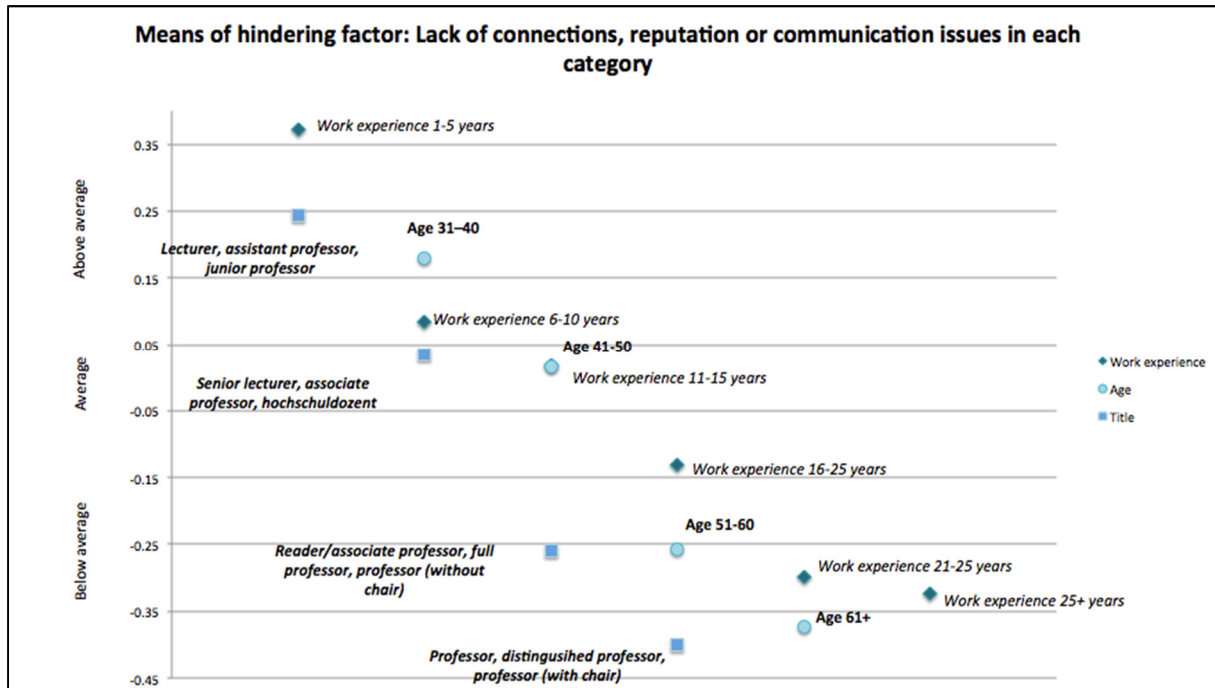 Means of hindering factor: Lack of connections, reputation or communication issues in each
category
Above average
Average
Below average
0.35
0.25
0.15
0.05
-0.05
-0.15
-0.25
-0.35
-0.45
Work experience 1-5 years
Lecturer, assistant professor,
junior professor
Age 31–40
Work experience 6-10 years
Senior lecturer, associate
professor, hochschuldozent
Age 41-50
Work experience 11-15 years
Work experience 16-25 years
Age 51-60
Reader/associate professor, full
professor, professor (without
chair)
Work experience 21-25 years
Work experience 25+ years
Age 61+
Professor, distingusihed professor,
professor (with chair)
Work experience
Age
Title